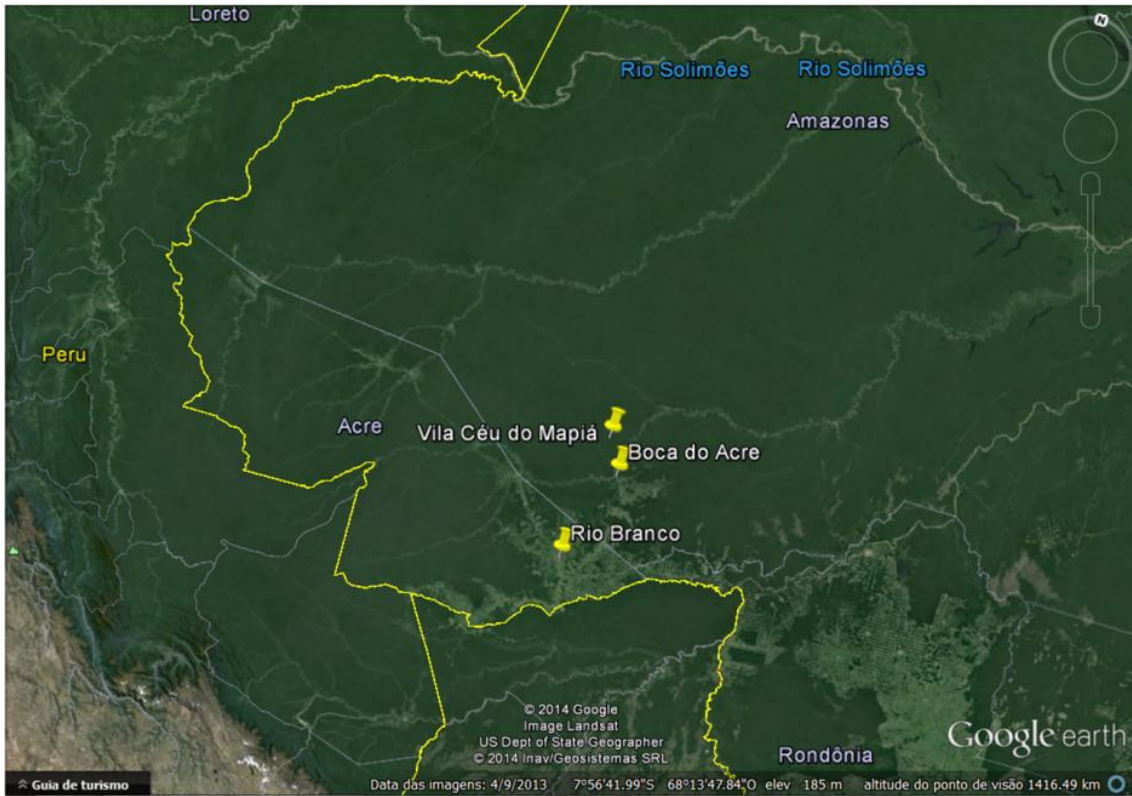 Loreto
N
Rio Solimões
Rio Solimões
Amazonas
Peru
Acre
Vila Céu do Mapiá
Boca do Acre
Rio Branco
© 2014 Google
Image Landsat
US Dept of State Geographer
© 2014 Inav/Geosistemas SRL
Google earth
Rondônia
Guia de turismo
Data das imagens: 4/9/2013 7°56'41.99"S 68°13'47.84"O elev 185 m altitude do ponto de visão 1416.49 km